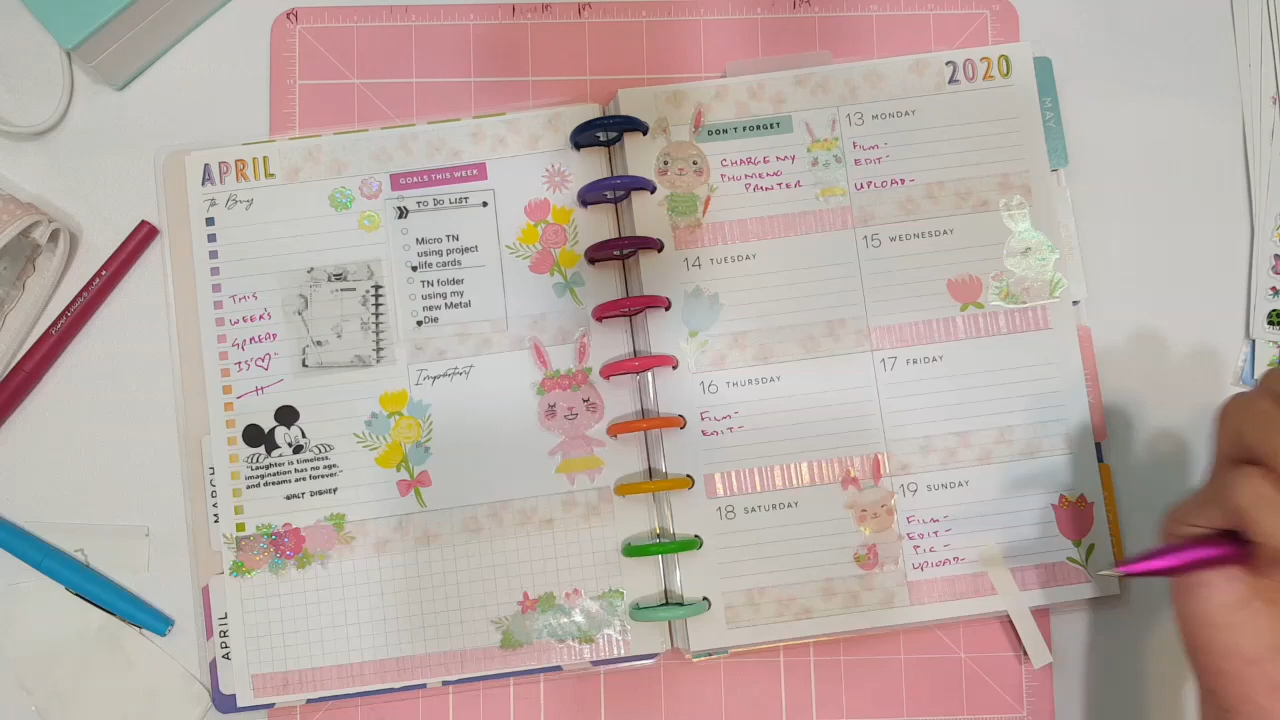 APRIL
To Buy
THIS
WEEK'S
SPREAD
IS "♡"
"Laughter is timeless,
imagination has no age,
and dreams are forever."
-WALT DISNEY
GOALS THIS WEEK
TO DO LIST
Micro TN
using project
life cards
TN folder
using my
new Metal
Die
Important
MARCH
APRIL
2020
DON'T FORGET
CHARGE MY
PHOMEMO
PRINTER
13 MONDAY
FILM-
EDIT-
UPLOAD-
14 TUESDAY
15 WEDNESDAY
16 THURSDAY
FILM-
EDIT-
17 FRIDAY
18 SATURDAY
19 SUNDAY
FILM-
EDIT-
PIC-
UPLOAD-
MAY